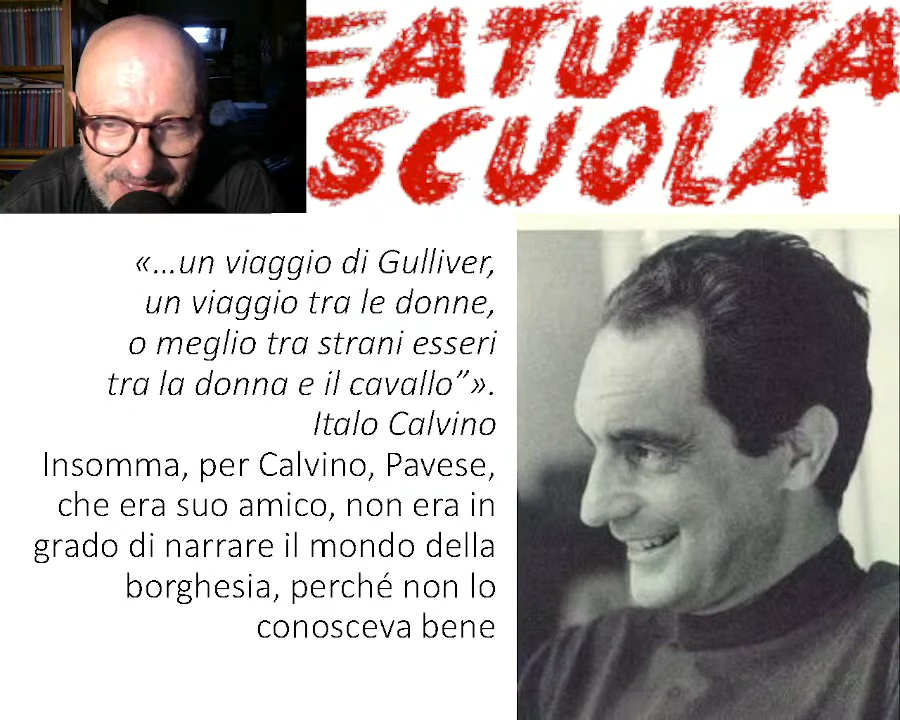 EATUTTA
SCUOLA
«...un viaggio di Gulliver,
un viaggio tra le donne,
o meglio tra strani esseri
tra la donna e il cavallo”».
Italo Calvino
Insomma, per Calvino, Pavese,
che era suo amico, non era in
grado di narrare il mondo della
borghesia, perché non lo
conosceva bene